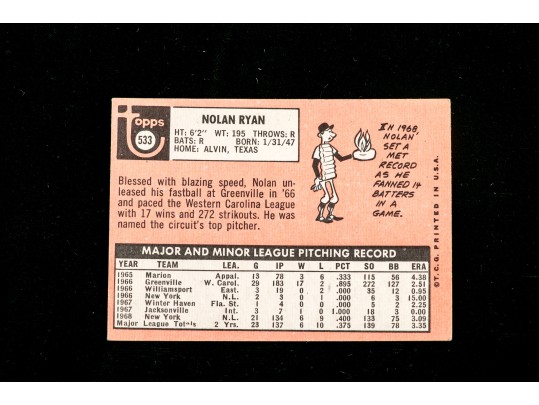 topps
533
NOLAN RYAN
HT: 6'2" WT: 195 THROWS: R
BATS: R BORN: 1/31/47
HOME: ALVIN, TEXAS
Blessed with blazing speed, Nolan un-
leased his fastball at Greenville in '66
and paced the Western Carolina League
with 17 wins and 272 strikouts. He was
named the circuit's top pitcher.
IN 1968,
NOLAN
SET A
MET
RECORD
AS HE
FANNED 14
BATTERS
IN A
GAME.
©T.C.G. PRINTED IN U.S.A.
MAJOR AND MINOR LEAGUE PITCHING RECORD
YEAR TEAM LEA. G IP W L PCT SO BB ERA
1965 Marion Appal. 13 78 3 6 .333 115 56 4.38
1966 Greenville W. Carol. 29 183 17 2 .895 272 127 2.51
1966 Williamsport East. 3 19 0 2 .000 35 12 0.95
1966 New York N.L. 2 3 0 1 .000 6 3 15.00
1967 Winter Haven Fla. St. 1 4 0 0 .000 5 2 2.25
1967 Jacksonville Int. 3 7 1 0 18 3 0.00
1968 New York N.L. 21 134 6 9 .400 133 75 3.09
Major League Totals 2 Yrs. 23 137 6 10 .375 139 78 3.35